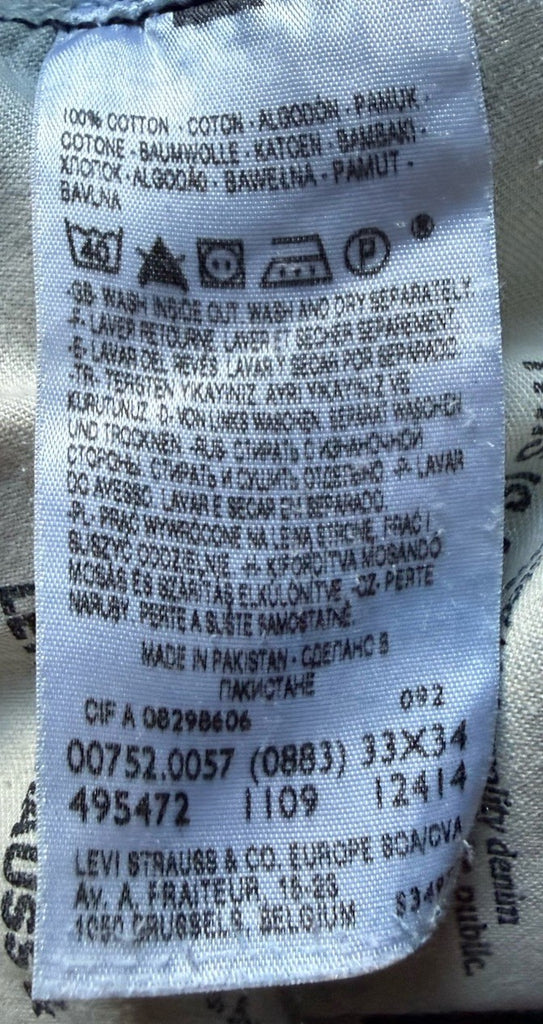 100% COTTON · COTON · ALGODÓN · PAMUK ·
COTONE · BAUMWOLLE · KATOEN · BAMBAKI ·
ХЛОПОК · ALGODÃO · BAWEŁNA · PAMUT ·
BAVLNA
40 P ®
-GB- WASH INSIDE OUT. WASH AND DRY SEPARATELY.
-F- LAVER RETOURNE. LAVER ET SECHER SEPAREMENT.
-E- LAVAR DEL REVÉS. LAVAR Y SECAR POR SEPARADO.
-TR- TERSTEN YIKAYINIZ. AYRI YIKAYINIZ VE
KURUTUNUZ. -D- VON LINKS WASCHEN. SEPARAT WASCHEN
UND TROCKNEN. -RUS- СТИРАТЬ С ИЗНАНОЧНОЙ
СТОРОНЫ. СТИРАТЬ И СУШИТЬ ОТДЕЛЬНО. -P- LAVAR
DO AVESSO. LAVAR E SECAR EM SEPARADO.
-PL- PRAĆ WYWRÓCONE NA LEWĄ STRONĘ, PRAĆ I
SUSZYĆ ODDZIELNIE. -H- KIFORDÍTVA MOSANDÓ
MOSÁS ÉS SZÁRÍTÁS ELKÜLÖNÍTVE. -CZ- PERTE
NARUBY. PERTE A SUŠTE SAMOSTATNĚ.
MADE IN PAKISTAN · СДЕЛАНО В
ПАКИСТАНЕ
CIF A 08298606 092
00752.0057 (0883) 33X34
495472 1109 12414
LEVI STRAUSS & CO. EUROPE SCA/CVA
AV. A. FRAITEUR, 15-23
1050 BRUSSELS, BELGIUM
denim
public.